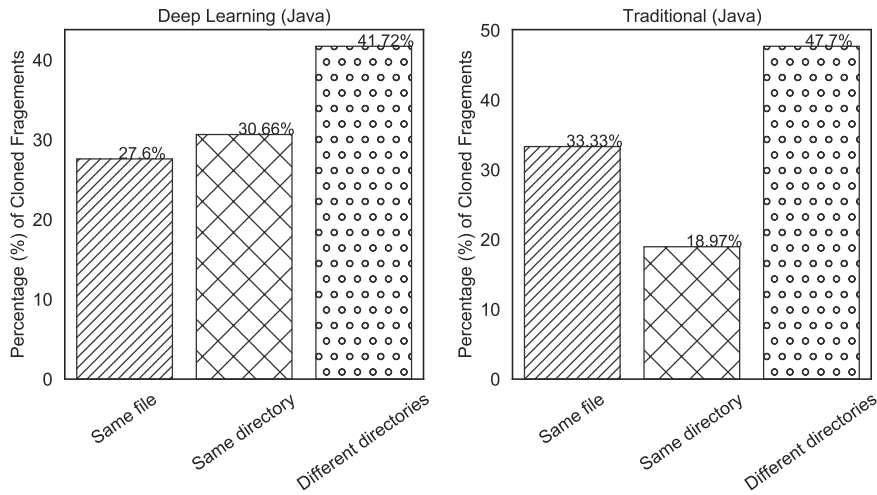 Deep Learning (Java)
Percentage (%) of Cloned Fragements
40
30
20
10
0
27.6%
30.66%
41.72%
Same file
Same directory
Different directories
Traditional (Java)
Percentage (%) of Cloned Fragements
50
40
30
20
10
0
33.33%
18.97%
47.7%
Same file
Same directory
Different directories